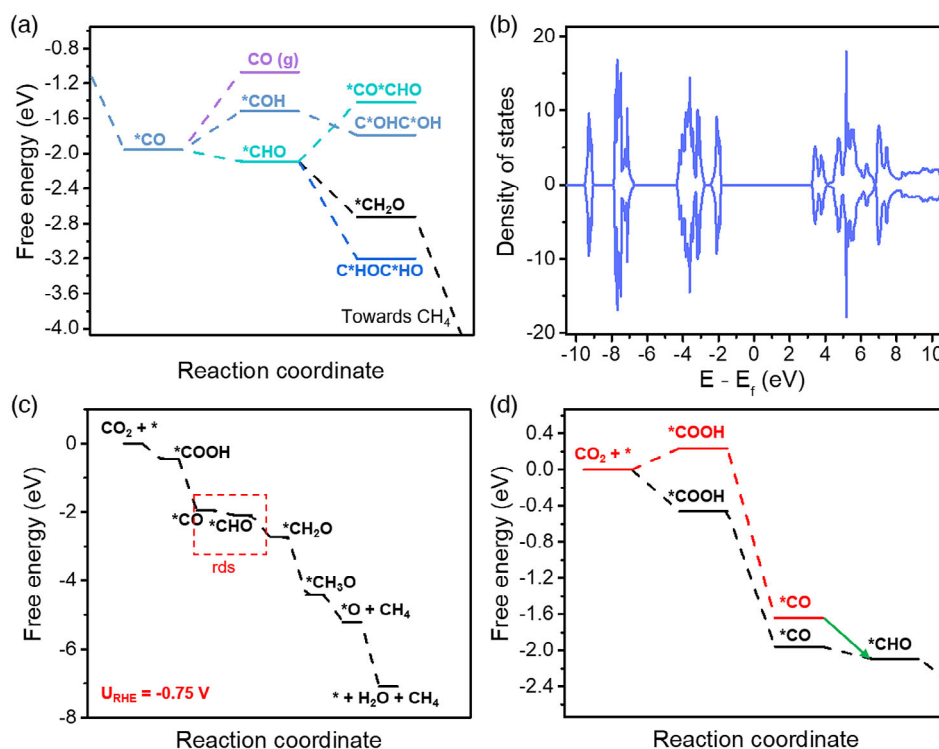 (a)
-0.8
-1.2
-1.6
-2.0
-2.4
-2.8
-3.2
-3.6
-4.0
Free energy (eV)
CO (g)
*COH
*CO
*CHO
*CO*CHO
C*OHC*OH
*CH₂O
C*HOC*HO
Towards CH₄
Reaction coordinate
(b)
20
10
0
-10
-20
Density of states
-10 -8 -6 -4 -2 0 2 4 6 8 10
E - E_f (eV)
(c)
0
-2
-4
-6
-8
Free energy (eV)
CO₂ + *
*COOH
*CO
*CHO
rds
*CH₂O
*CH₃O
*O + CH₄
* + H₂O + CH₄
U_RHE = -0.75 V
Reaction coordinate
(d)
0.4
0.0
-0.4
-0.8
-1.2
-1.6
-2.0
-2.4
Free energy (eV)
CO₂ + *
*COOH
*COOH
*CO
*CO
*CHO
Reaction coordinate